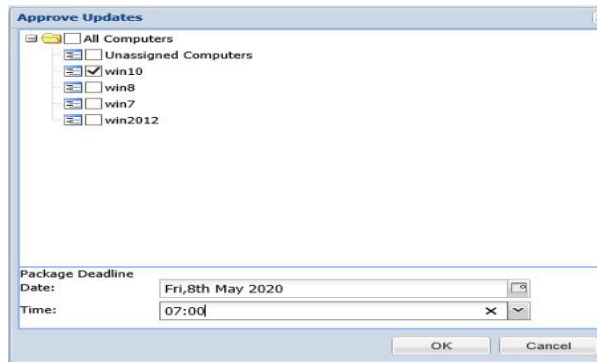 Approve Updates
All Computers
Unassigned Computers
win10
win8
win7
win2012
Package Deadline
Date: Fri,8th May 2020
Time: 07:00
OK Cancel